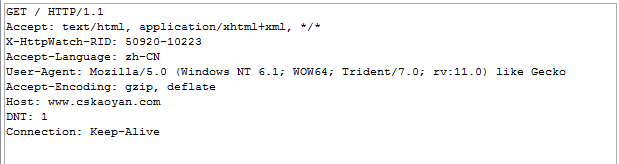 GET / HTTP/1.1
Accept: text/html, application/xhtml+xml, */*
X-HttpWatch-RID: 50920-10223
Accept-Language: zh-CN
User-Agent: Mozilla/5.0 (Windows NT 6.1; WOW64; Trident/7.0; rv:11.0) like Gecko
Accept-Encoding: gzip, deflate
Host: www.cskaoyan.com
DNT: 1
Connection: Keep-Alive